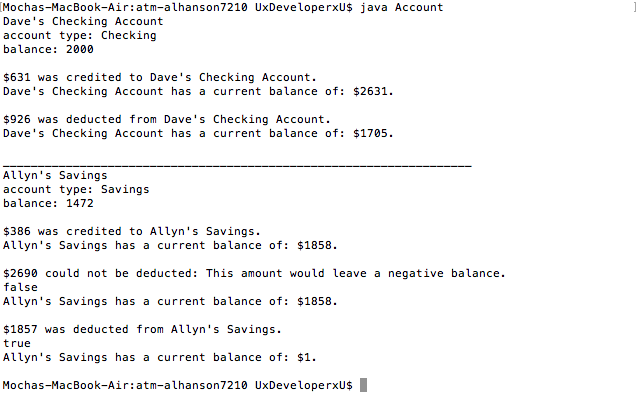 [Mochas-MacBook-Air:atm-alhanson7210 UxDeveloperxU$ java Account ]
Dave's Checking Account
account type: Checking
balance: 2000
$631 was credited to Dave's Checking Account.
Dave's Checking Account has a current balance of: $2631.
$926 was deducted from Dave's Checking Account.
Dave's Checking Account has a current balance of: $1705.
___________________________________________________________________
Allyn's Savings
account type: Savings
balance: 1472
$386 was credited to Allyn's Savings.
Allyn's Savings has a current balance of: $1858.
$2690 could not be deducted: This amount would leave a negative balance.
false
Allyn's Savings has a current balance of: $1858.
$1857 was deducted from Allyn's Savings.
true
Allyn's Savings has a current balance of: $1.
Mochas-MacBook-Air:atm-alhanson7210 UxDeveloperxU$